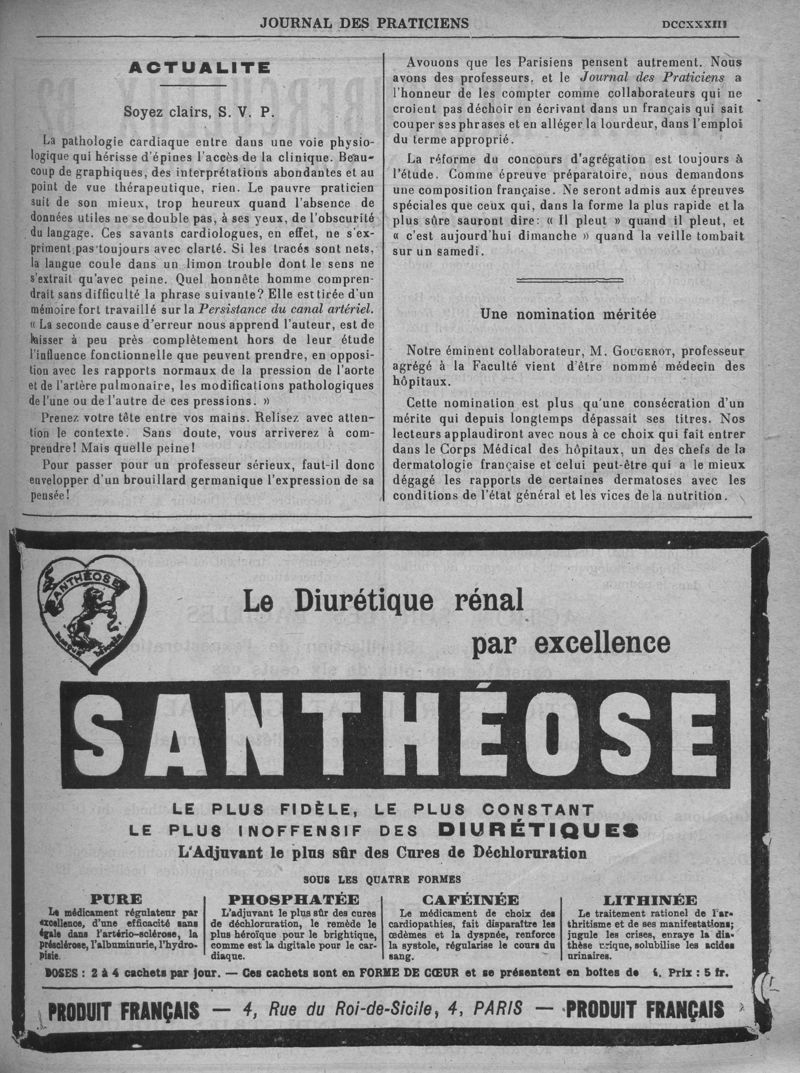 JOURNAL DES PRATICIENS
DCCXXXIII
ACTUALITE
Soyez clairs, S. V. P.
La pathologie cardiaque entre dans une voie physio-
logique qui hérisse d'épines l'accès de la clinique. Beau-
coup de graphiques, des interprétations abondantes et au
point de vue thérapeutique, rien. Le pauvre praticien
suit de son mieux, trop heureux quand l'absence de
données utiles ne se double pas, à ses yeux, de l'obscurité
du langage. Ces savants cardiologues, en effet, ne s'ex-
priment pas toujours avec clarté. Si les tracés sont nets,
la langue coule dans un limon trouble dont le sens ne
s'extrait qu'avec peine. Quel honnête homme compren-
drait sans difficulté la phrase suivante? Elle est tirée d'un
mémoire fort travaillé sur la Persistance du canal artériel.
« La seconde cause d'erreur nous apprend l'auteur, est de
laisser à peu près complètement hors de leur étude
l'influence fonctionnelle que peuvent prendre, en opposi-
tion avec les rapports normaux de la pression de l'aorte
et de l'artère pulmonaire, les modifications pathologiques
de l'une ou de l'autre de ces pressions. »
Prenez votre tête entre vos mains. Relisez avec atten-
tion le contexte. Sans doute, vous arriverez à com-
prendre! Mais quelle peine!
Pour passer pour un professeur sérieux, faut-il donc
envelopper d'un brouillard germanique l'expression de sa
pensée!
Avouons que les Parisiens pensent autrement. Nous
avons des professeurs, et le Journal des Praticiens a
l'honneur de les compter comme collaborateurs qui ne
croient pas déchoir en écrivant dans un français qui sait
couper ses phrases et en alléger la lourdeur, dans l'emploi
du terme approprié.
La réforme du concours d'agrégation est toujours à
l'étude. Comme épreuve préparatoire, nous demandons
une composition française. Ne seront admis aux épreuves
spéciales que ceux qui, dans la forme la plus rapide et la
plus sûre sauront dire: « Il pleut » quand il pleut, et
« c'est aujourd'hui dimanche » quand la veille tombait
sur un samedi.
Une nomination méritée
Notre éminent collaborateur, M. GOUGEROT, professeur
agrégé à la Faculté vient d'être nommé médecin des
hôpitaux.
Cette nomination est plus qu'une consécration d'un
mérite qui depuis longtemps dépassait ses titres. Nos
lecteurs applaudiront avec nous à ce choix qui fait entrer
dans le Corps Médical des hôpitaux, un des chefs de la
dermatologie française et celui peut-être qui a le mieux
dégagé les rapports de certaines dermatoses avec les
conditions de l'état général et les vices de la nutrition.
SANTHÉOSE
Le Diurétique rénal
par excellence
SANTHÉOSE
LE PLUS FIDÈLE, LE PLUS CONSTANT
LE PLUS INOFFENSIF DES DIURÉTIQUES
L'Adjuvant le plus sûr des Cures de Déchloruration
SOUS LES QUATRE FORMES
PURE
Le médicament régulateur par
excellence, d'une efficacité sans
égale dans l'artério-sclérose, la
présclérose, l'albuminurie, l'hydro-
pisie.
PHOSPHATÉE
L'adjuvant le plus sûr des cures
de déchloruration, le remède le
plus héroïque pour le brightique,
comme est la digitale pour le car-
diaque.
CAFÉINÉE
Le médicament de choix des
cardiopathies, fait disparaître les
œdèmes et la dyspnée, renforce
la systole, régularise le cours du
sang.
LITHINÉE
Le traitement rationel de l'ar-
thritisme et de ses manifestations;
jugule les crises, enraye la dia-
thèse urique, solubilise les acides
urinaires.
DOSES : 2 à 4 cachets par jour. — Ces cachets sont en FORME DE CŒUR et se présentent en boîtes de Prix : 5 fr.
PRODUIT FRANÇAIS — 4, Rue du Roi-de-Sicile, 4, PARIS — PRODUIT FRANÇAIS